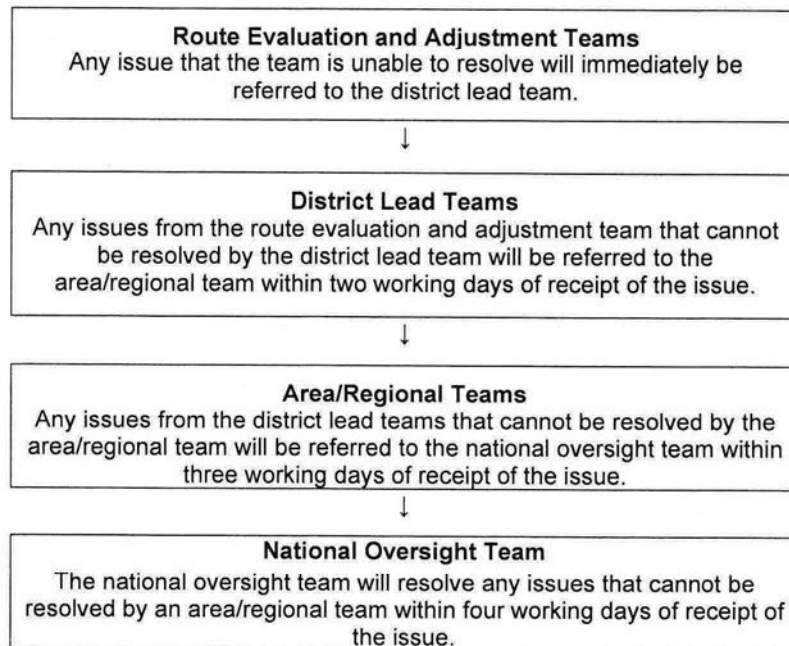 Route Evaluation and Adjustment Teams
Any issue that the team is unable to resolve will immediately be
referred to the district lead team.
↓
District Lead Teams
Any issues from the route evaluation and adjustment team that cannot
be resolved by the district lead team will be referred to the
area/regional team within two working days of receipt of the issue.
↓
Area/Regional Teams
Any issues from the district lead teams that cannot be resolved by the
area/regional team will be referred to the national oversight team within
three working days of receipt of the issue.
↓
National Oversight Team
The national oversight team will resolve any issues that cannot be
resolved by an area/regional team within four working days of receipt of
the issue.